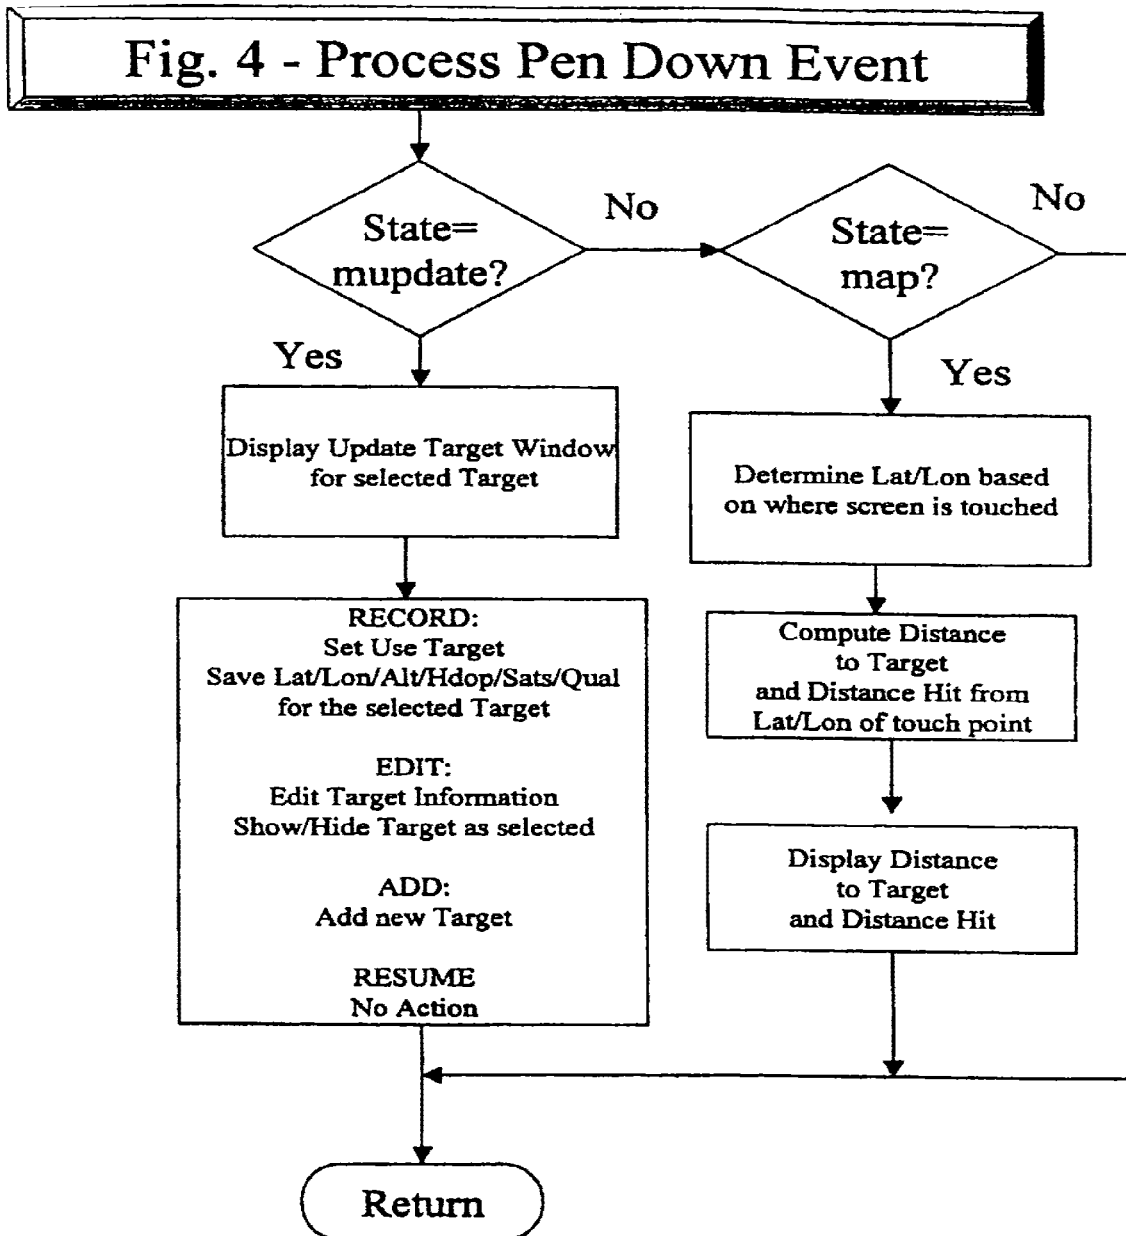 Fig. 4 - Process Pen Down Event
State=
mupdate?
No
State=
map?
No
Yes
Yes
Display Update Target Window
for selected Target
Determine Lat/Lon based
on where screen is touched
RECORD:
Set Use Target
Save Lat/Lon/Alt/Hdop/Sats/Qual
for the selected Target
EDIT:
Edit Target Information
Show/Hide Target as selected
ADD:
Add new Target
RESUME
No Action
Compute Distance
to Target
and Distance Hit from
Lat/Lon of touch point
Display Distance
to Target
and Distance Hit
Return